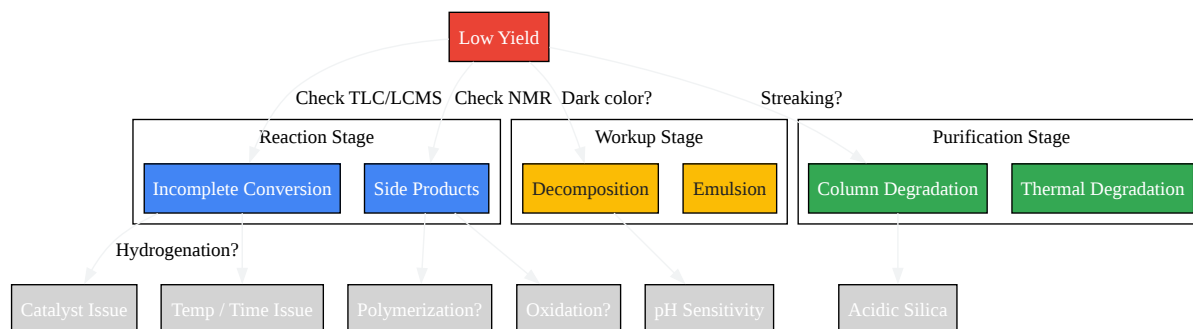 Low Yield
Check TLC/LCMS
Check NMR
Dark color?
Streaking?
Reaction Stage
Workup Stage
Purification Stage
Incomplete Conversion
Side Products
Decomposition
Emulsion
Column Degradation
Thermal Degradation
Hydrogenation?
Catalyst Issue
Temp / Time Issue
Polymerization?
Oxidation?
pH Sensitivity
Acidic Silica